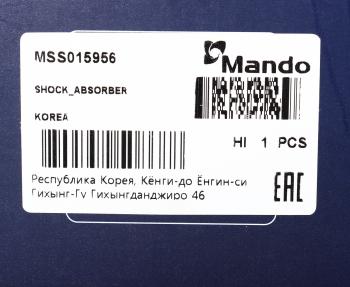 MSS015956
Mando
SHOCK_ABSORBER
KOREA
HI 1 PCS
Республика Корея, Кёнги-до Ёнгин-си
Гихынг-Гу Гихынгданджиро 46
EAC